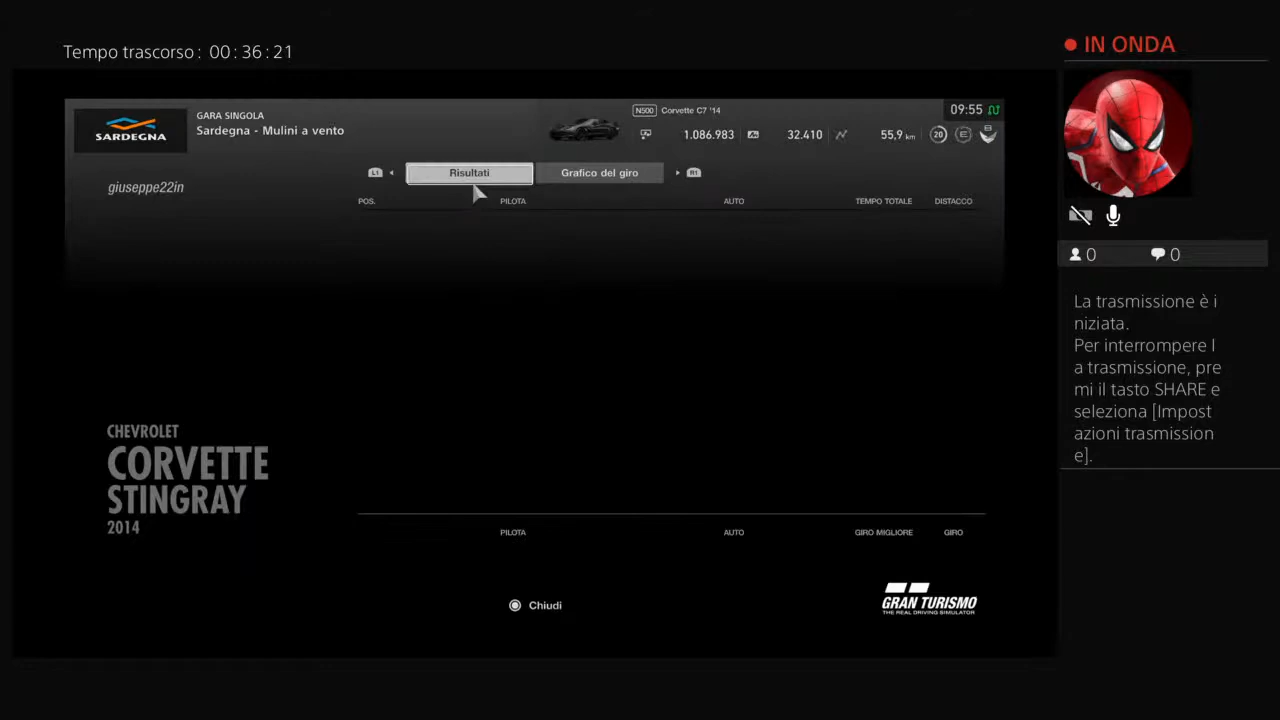 Tempo trascorso: 00:36:21
IN ONDA
SARDEGNA
GARA SINGOLA
Sardegna - Mulini a vento
N500 Corvette C7 '14
09:55
1.086.983 32.410 55,9 km 20 E B
giuseppe22in
L1 Risultati Grafico del giro R1
POS. PILOTA AUTO TEMPO TOTALE DISTACCO
0 0
La trasmissione è i
niziata.
Per interrompere l
a trasmissione, pre
mi il tasto SHARE e
seleziona [Impost
azioni trasmission
e].
CHEVROLET
CORVETTE
STINGRAY
2014
PILOTA AUTO GIRO MIGLIORE GIRO
Chiudi
GRAN TURISMO
THE REAL DRIVING SIMULATOR